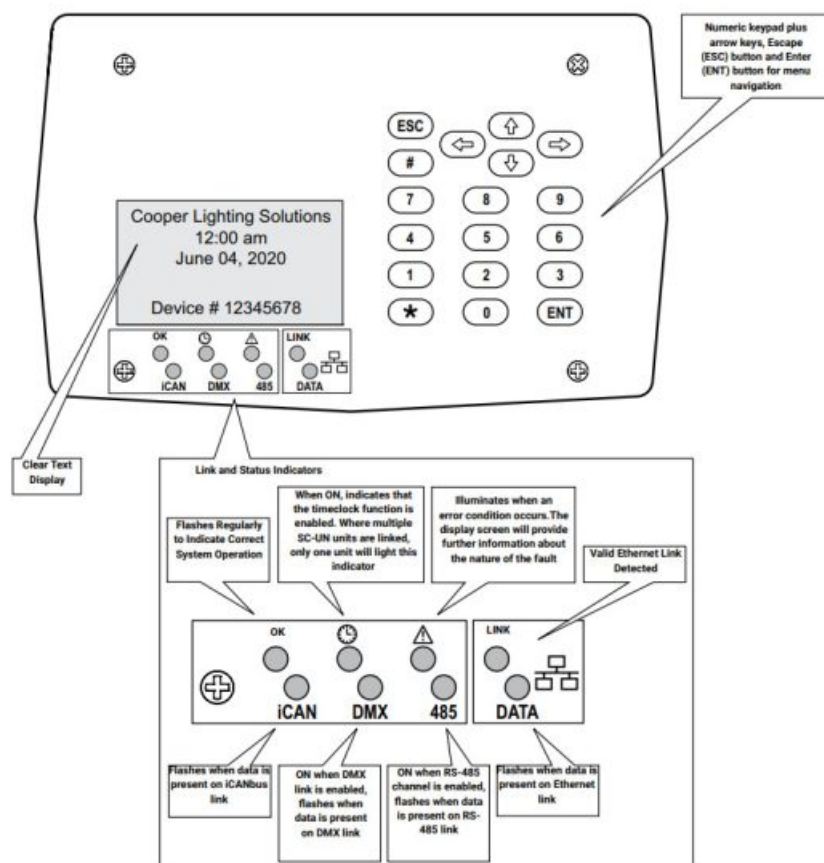 Numeric keypad plus
arrow keys, Escape
(ESC) button and Enter
(ENT) button for menu
navigation
ESC
#
7
8
9
4
5
6
1
2
3
*
0
ENT
Cooper Lighting Solutions
12:00 am
June 04, 2020
Device # 12345678
OK
LINK
iCAN
DMX
485
DATA
Clear Text
Display
Link and Status Indicators
Flashes Regularly
to Indicate Correct
System Operation
When ON, indicates that
the timeclock function is
enabled. Where multiple
SC-UN units are linked,
only one unit will light this
indicator
Illuminates when an
error condition occurs.The
display screen will provide
further information about
the nature of the fault
Valid Ethernet Link
Detected
OK
LINK
iCAN
DMX
485
DATA
Flashes when data is
present on iCANbus
link
ON when DMX
link is enabled,
flashes when
data is present
on DMX link
ON when RS-485
channel is enabled,
flashes when data
is present on RS-
485 link
Flashes when data is
present on Ethernet
link